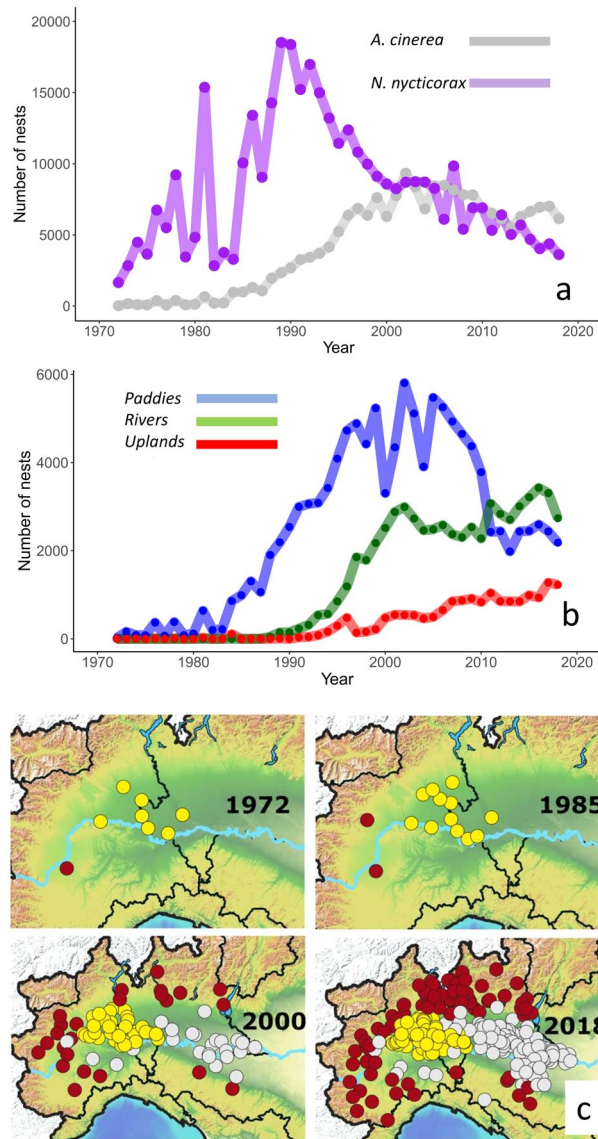 20000
15000
10000
5000
0
Number of nests
A. cinerea
N. nycticorax
a
1970 1980 1990 2000 2010 2020
Year
6000
4000
2000
0
Number of nests
Paddies
Rivers
Uplands
b
1970 1980 1990 2000 2010 2020
Year
1972
1985
2000
2018
c